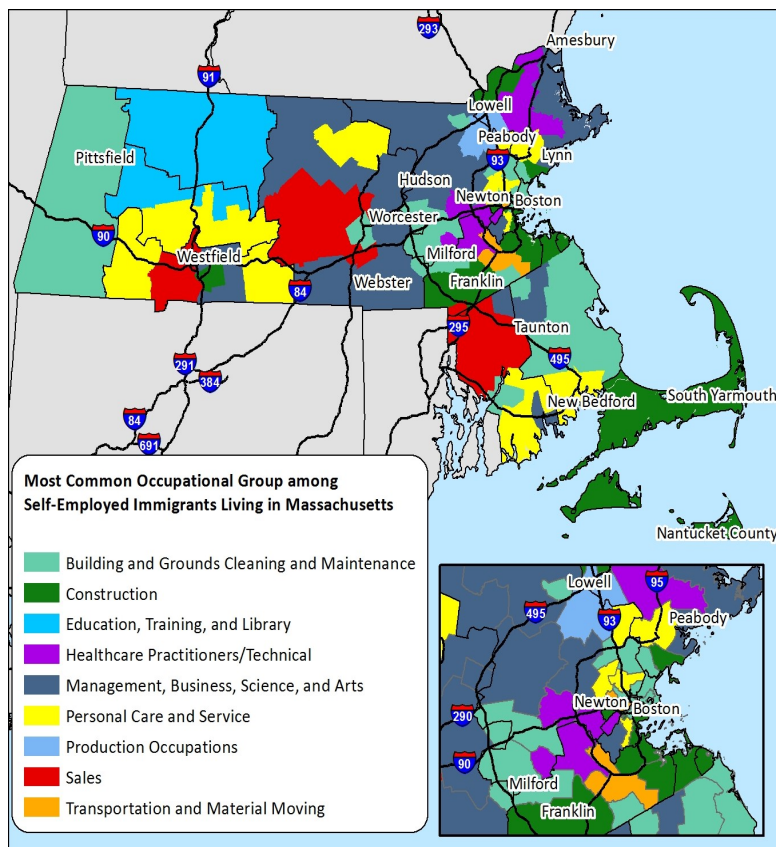 293
Amesbury
91
Lowell
Pittsfield
Peabody
93
Lynn
Hudson
Newton
Boston
Worcester
90
Westfield
Milford
84
Webster
Franklin
295
Taunton
495
291
384
New Bedford
South Yarmouth
84
691
Nantucket County
Most Common Occupational Group among
Self-Employed Immigrants Living in Massachusetts
Building and Grounds Cleaning and Maintenance
Construction
Education, Training, and Library
Healthcare Practitioners/Technical
Management, Business, Science, and Arts
Personal Care and Service
Production Occupations
Sales
Transportation and Material Moving
Lowell
95
495
93
Peabody
290
Newton
Boston
90
Milford
Franklin